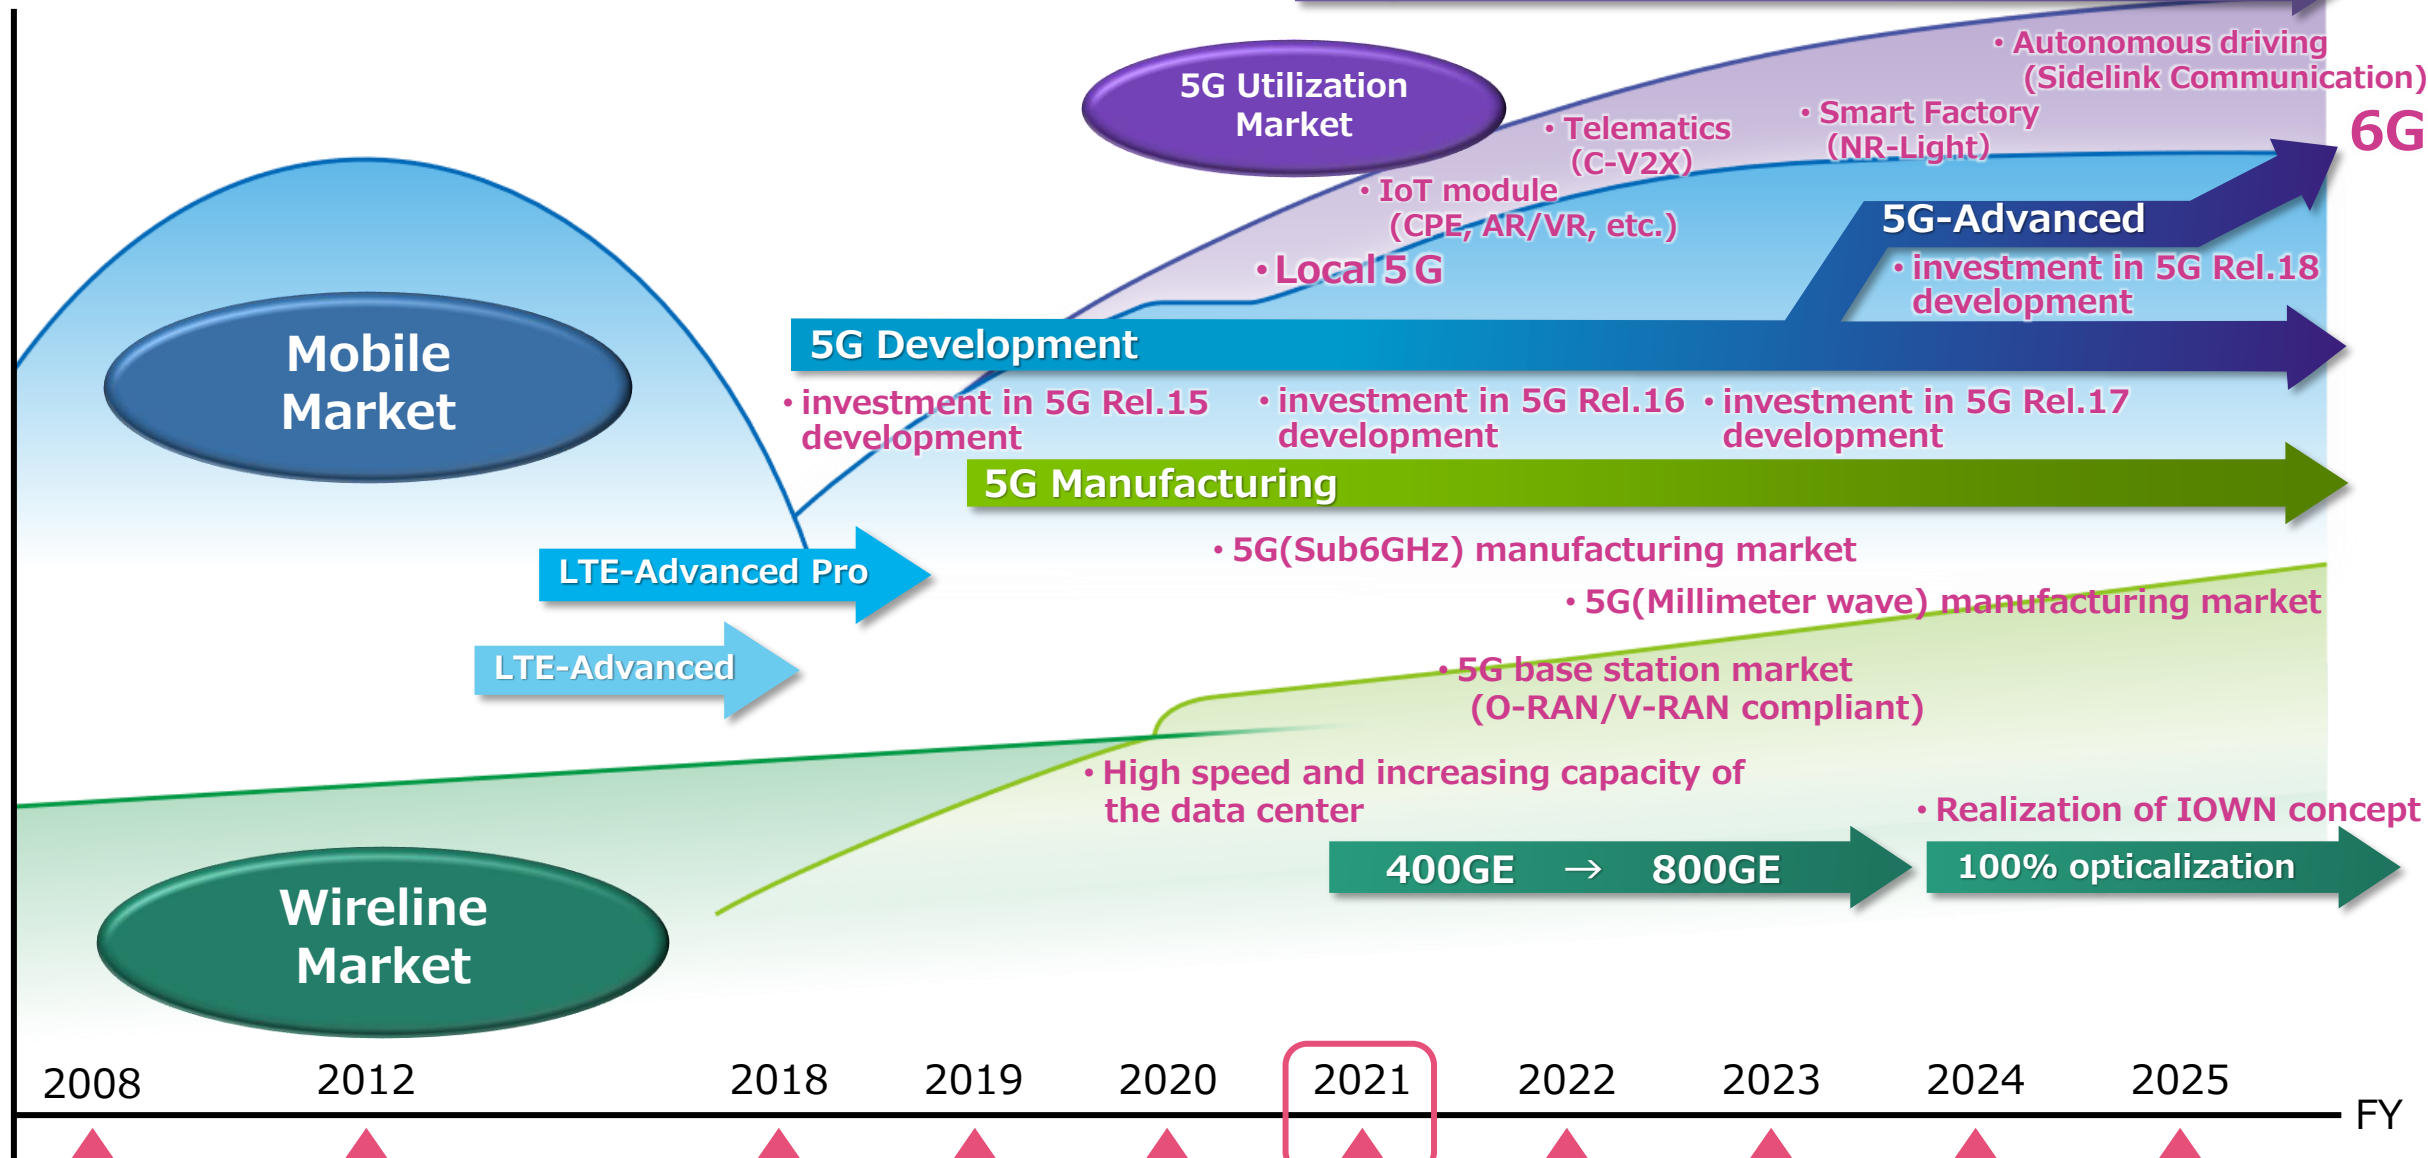 • Autonomous driving
(Sidelink Communication)
5G Utilization
Market
• Smart Factory
(NR-Light)
6G
• Telematics
(C-V2X)
• IoT module
(CPE, AR/VR, etc.)
5G-Advanced
• Local 5G
• investment in 5G Rel.18
development
Mobile
Market
5G Development
• investment in 5G Rel.15
development
• investment in 5G Rel.16
development
• investment in 5G Rel.17
development
5G Manufacturing
• 5G(Sub6GHz) manufacturing market
LTE-Advanced Pro
• 5G(Millimeter wave) manufacturing market
LTE-Advanced
• 5G base station market
(O-RAN/V-RAN compliant)
• High speed and increasing capacity of
the data center
• Realization of IOWN concept
400GE → 800GE
100% opticalization
Wireline
Market
2008 2012 2018 2019 2020 2021 2022 2023 2024 2025
FY